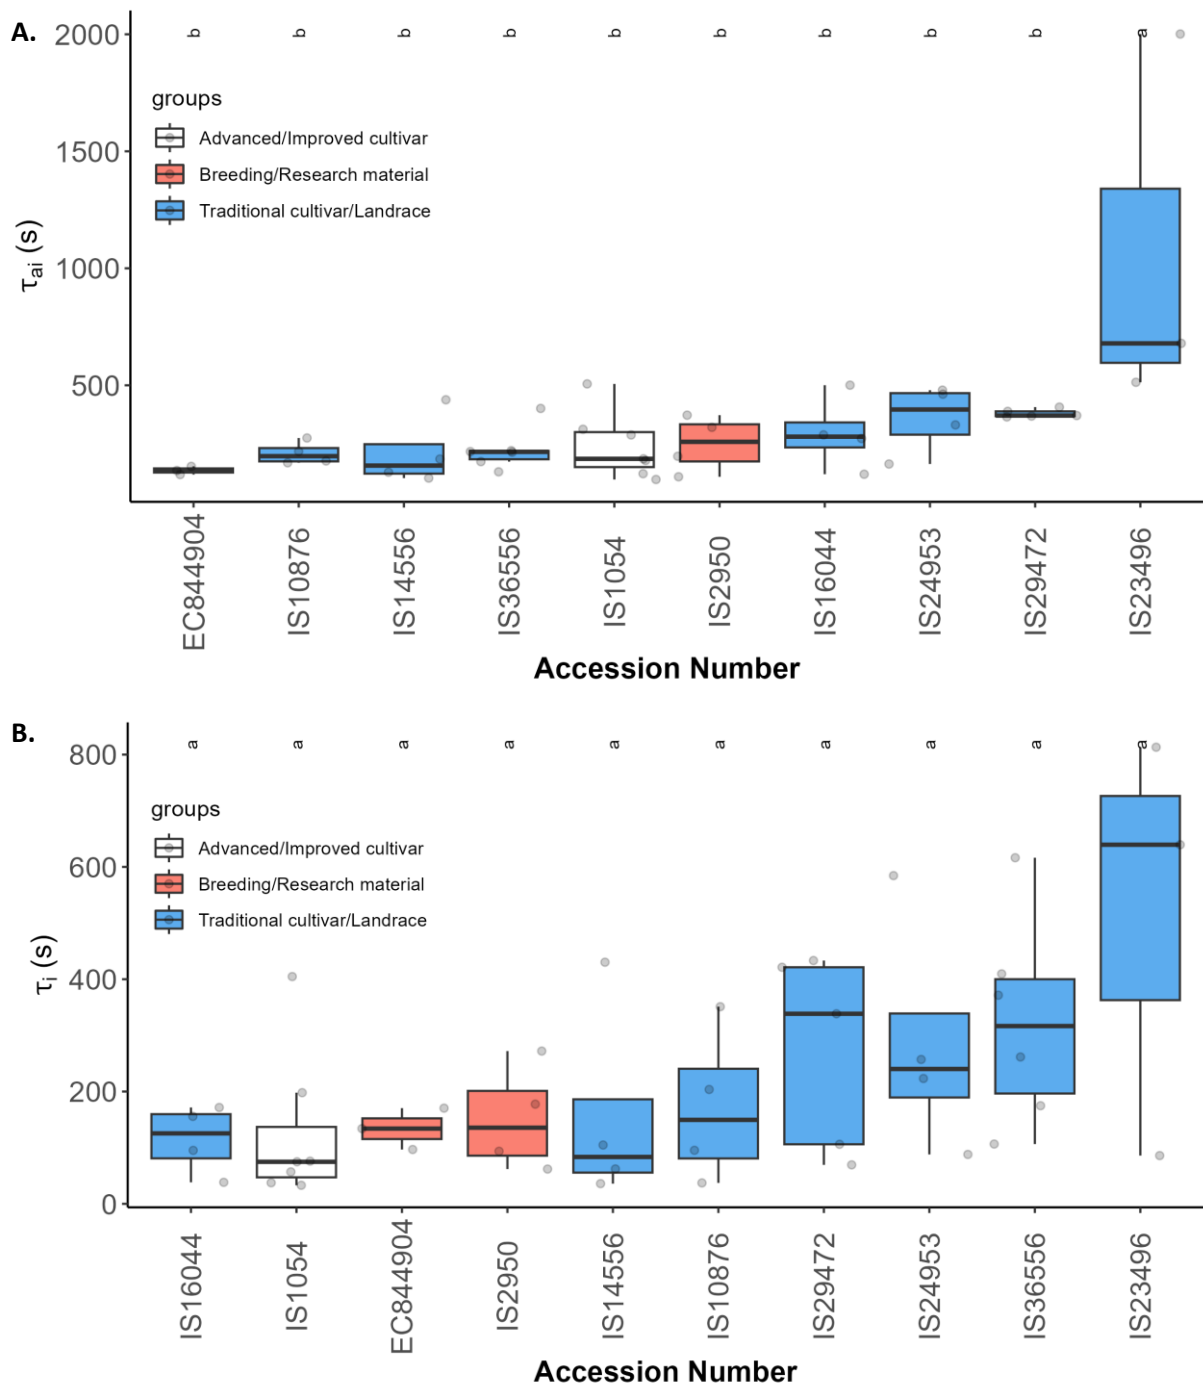 A.
2000
1500
1000
500
τai (s)
b b b b b b b b b a
groups
Advanced/Improved cultivar
Breeding/Research material
Traditional cultivar/Landrace
EC844904 IS10876 IS14556 IS36556 IS1054 IS2950 IS16044 IS24953 IS29472 IS23496
Accession Number
B.
800
600
400
200
0
τi (s)
a a a a a a a a a a
groups
Advanced/Improved cultivar
Breeding/Research material
Traditional cultivar/Landrace
IS16044 IS1054 EC844904 IS2950 IS14556 IS10876 IS29472 IS24953 IS36556 IS23496
Accession Number